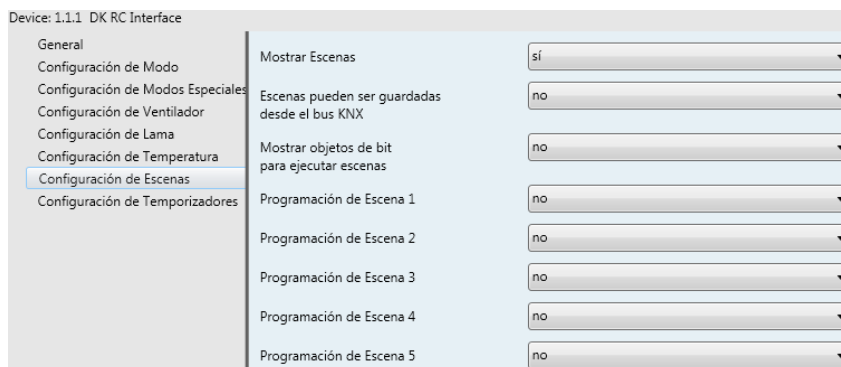 Device: 1.1.1 DK RC Interface
General
Configuración de Modo
Configuración de Modos Especiales
Configuración de Ventilador
Configuración de Lama
Configuración de Temperatura
Configuración de Escenas
Configuración de Temporizadores
Mostrar Escenas
sí
Escenas pueden ser guardadas
desde el bus KNX
no
Mostrar objetos de bit
para ejecutar escenas
no
Programación de Escena 1
no
Programación de Escena 2
no
Programación de Escena 3
no
Programación de Escena 4
no
Programación de Escena 5
no